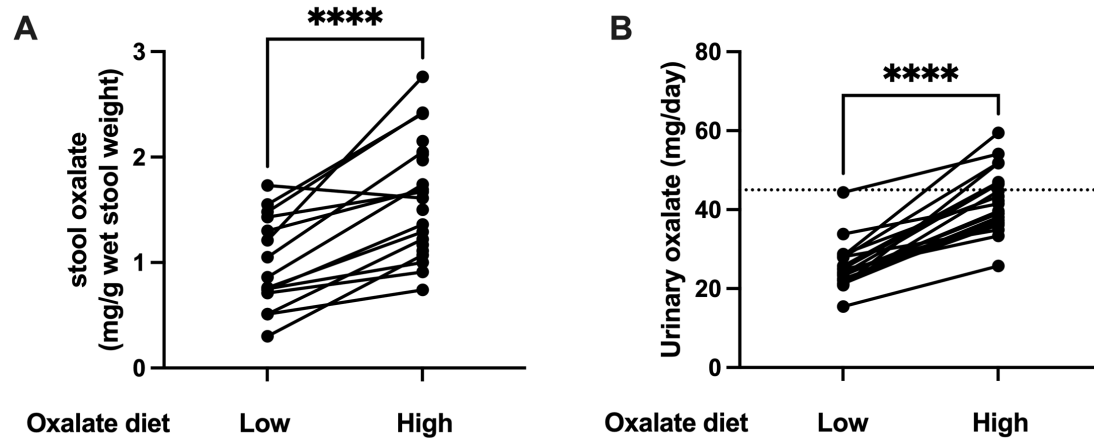 A
****
stool oxalate
(mg/g wet stool weight)
3
2
1
0
Oxalate diet Low High
B
****
Urinary oxalate (mg/day)
80
60
40
20
0
Oxalate diet Low High